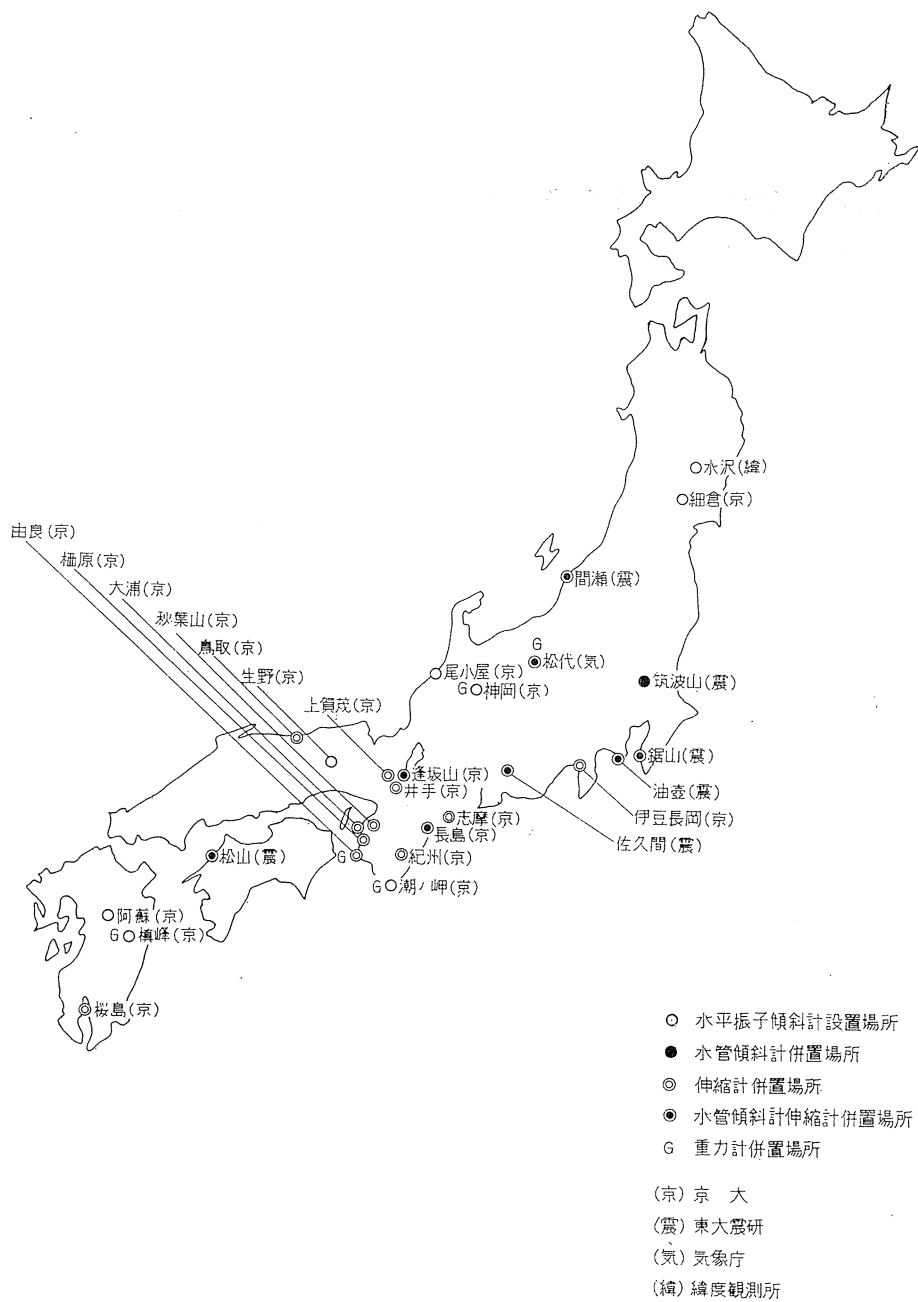 水沢(緯)
細倉(京)
由良(京)
柵原(京)
大浦(京)
間瀬(震)
秋葉山(京)
鳥取(京)
G
松代(気)
生野(京)
尾小屋(京)
G 神岡(京)
筑波山(震)
上賀茂(京)
逢坂山(京)
鋸山(震)
井手(京)
油壺(震)
志摩(京)
伊豆長岡(京)
長島(京)
佐久間(震)
松山(震)
G
紀州(京)
G 潮ノ岬(京)
阿蘇(京)
G 槙峰(京)
桜島(京)
○ 水平振子傾斜計設置場所
● 水管傾斜計併置場所
◎ 伸縮計併置場所
◉ 水管傾斜計伸縮計併置場所
G 重力計併置場所
(京) 京 大
(震) 東大震研
(気) 気象庁
(緯) 緯度観測所